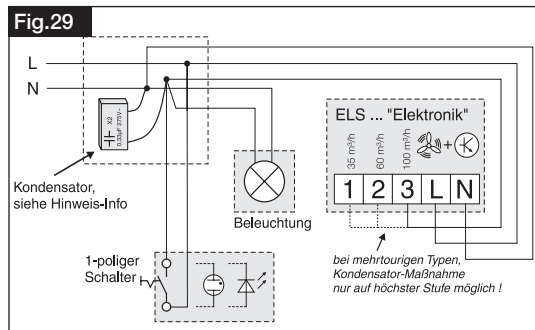 Fig.29
L
N
X2
0.33µF 275V~
Kondensator,
siehe Hinweis-Info
Beleuchtung
1-poliger
Schalter
ELS ... "Elektronik"
35 m³/h
60 m³/h
100 m³/h
+
1 2 3 L N
bei mehrtourigen Typen,
Kondensator-Maßnahme
nur auf höchster Stufe möglich !